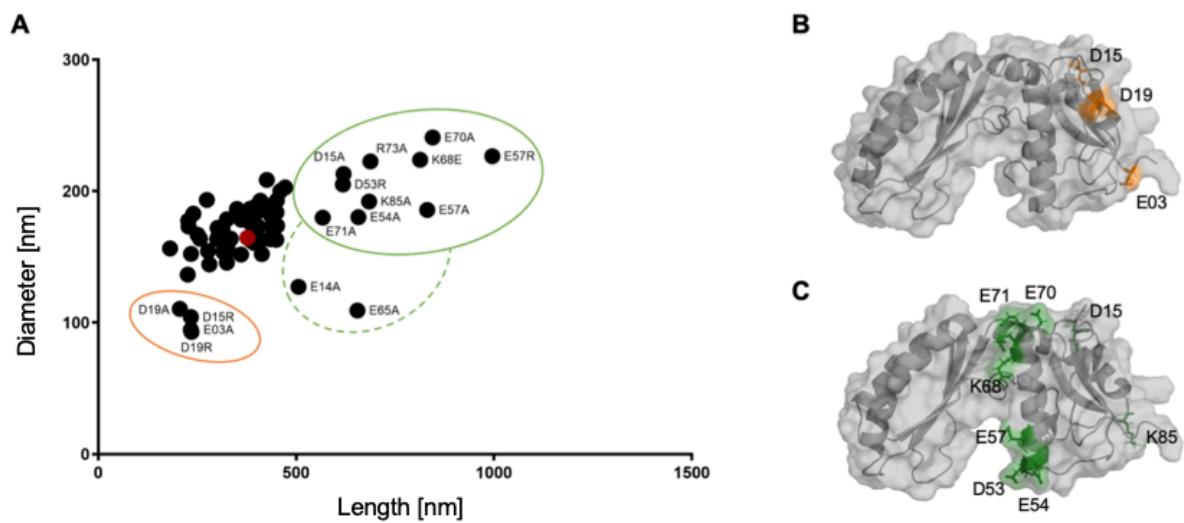 A
300
200
100
0
Diameter [nm]
0
500
1000
1500
Length [nm]
E70A
R73A
K68E
E57R
D15A
D53R
K85A
E54A
E57A
E71A
E14A
E65A
D19A
D15R
E03A
D19R
B
D15
D19
E03
C
E71 E70 D15
K68
E57
K85
D53
E54